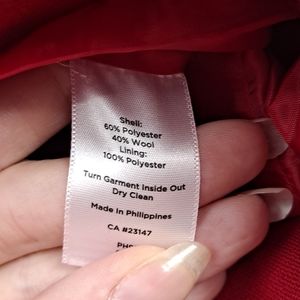 Shell:
60% Polyester
40% Wool
Lining:
100% Polyester
Turn Garment Inside Out
Dry Clean
Made in Philippines
CA #23147